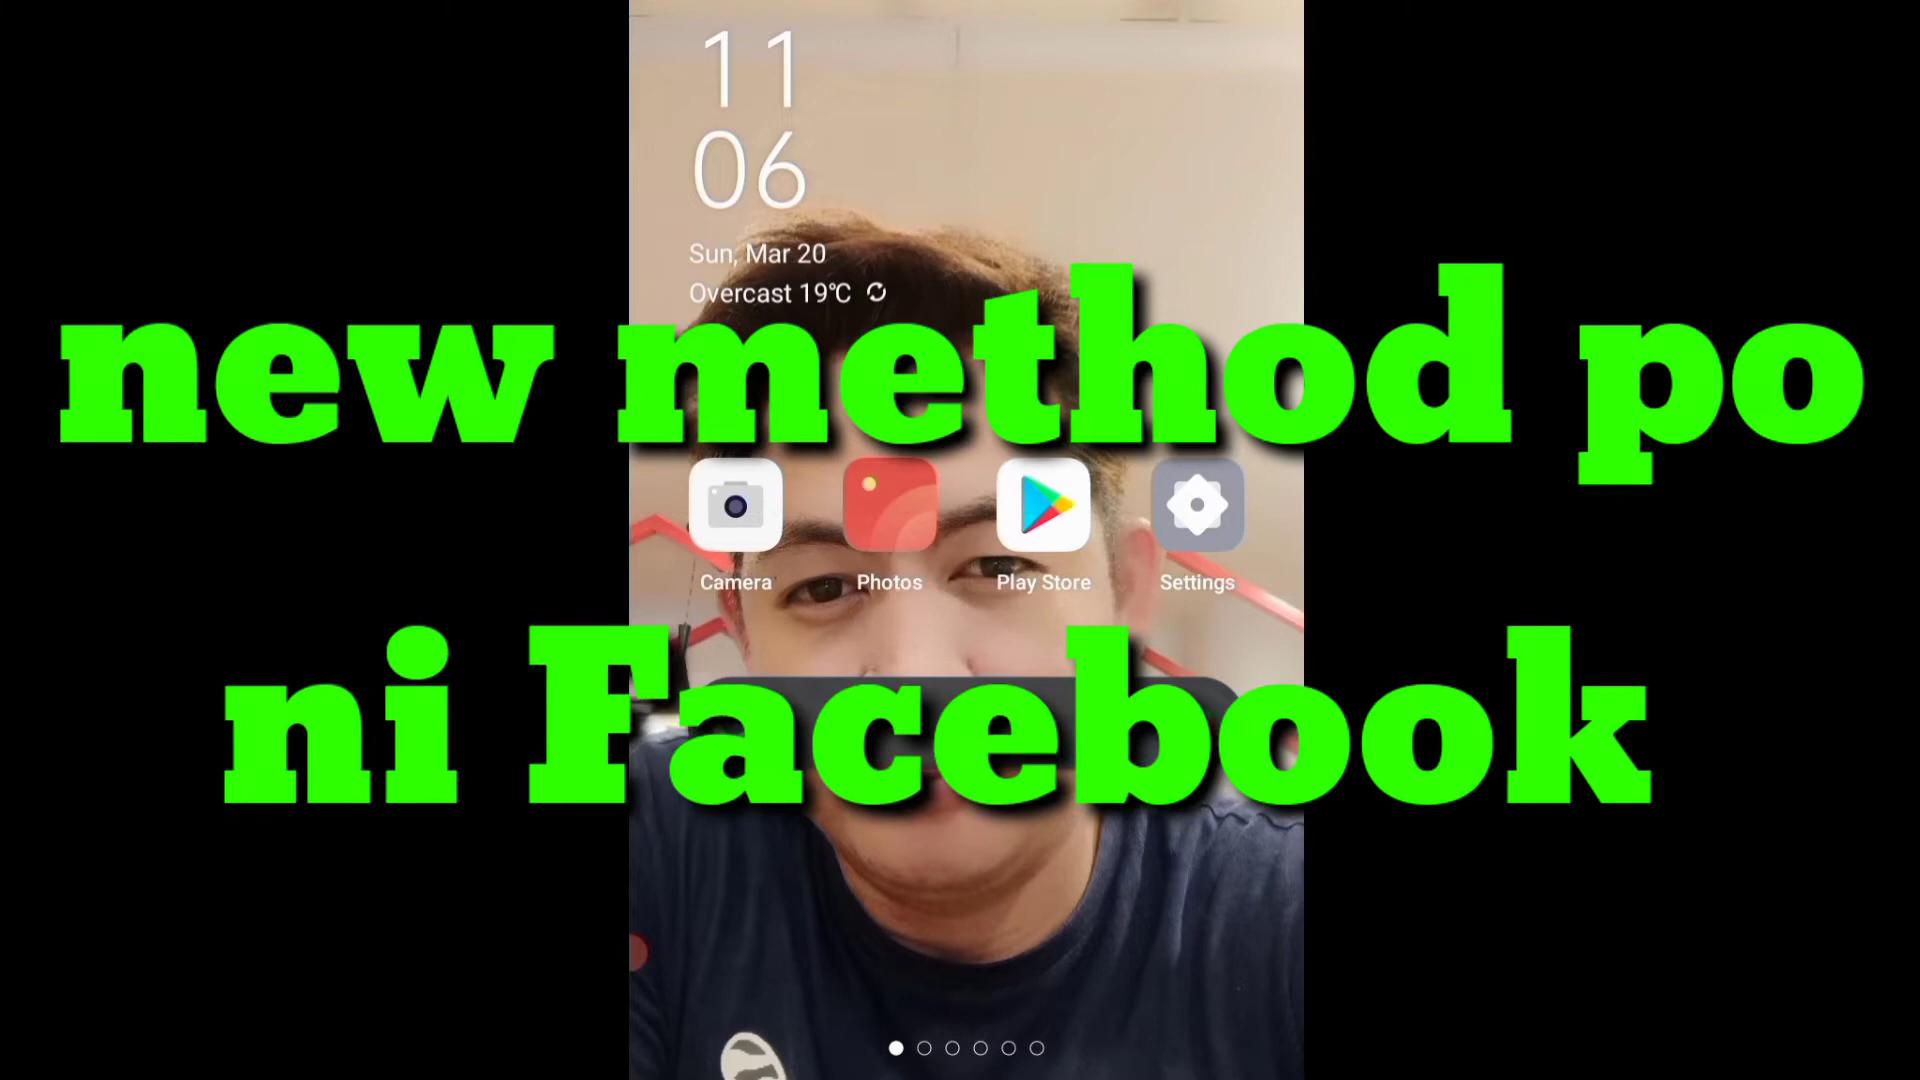 11
06
Sun, Mar 20
Overcast 19℃
new method po
Camera Photos Play Store Settings
ni Facebook